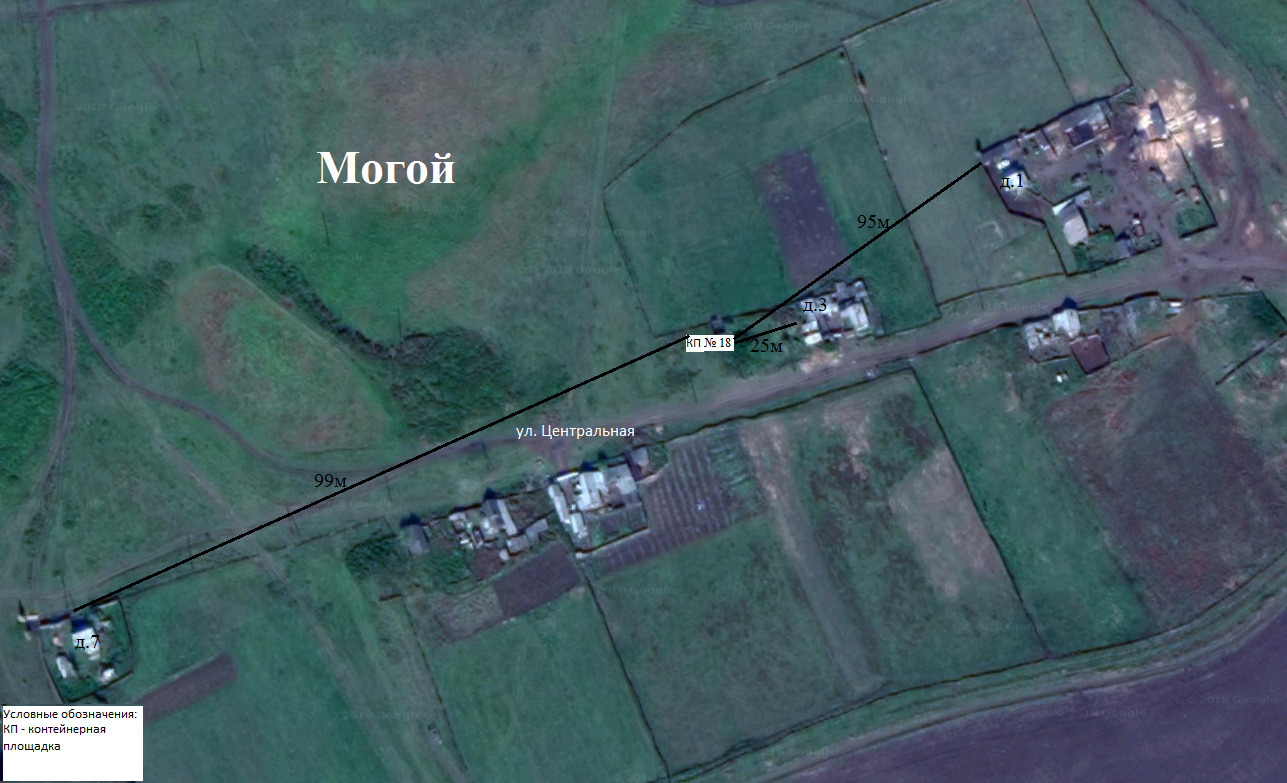 Могой
д.1
95м
д.3
КП № 18
25м
ул. Центральная
99м
д.7
Условные обозначения:
КП - контейнерная
площадка